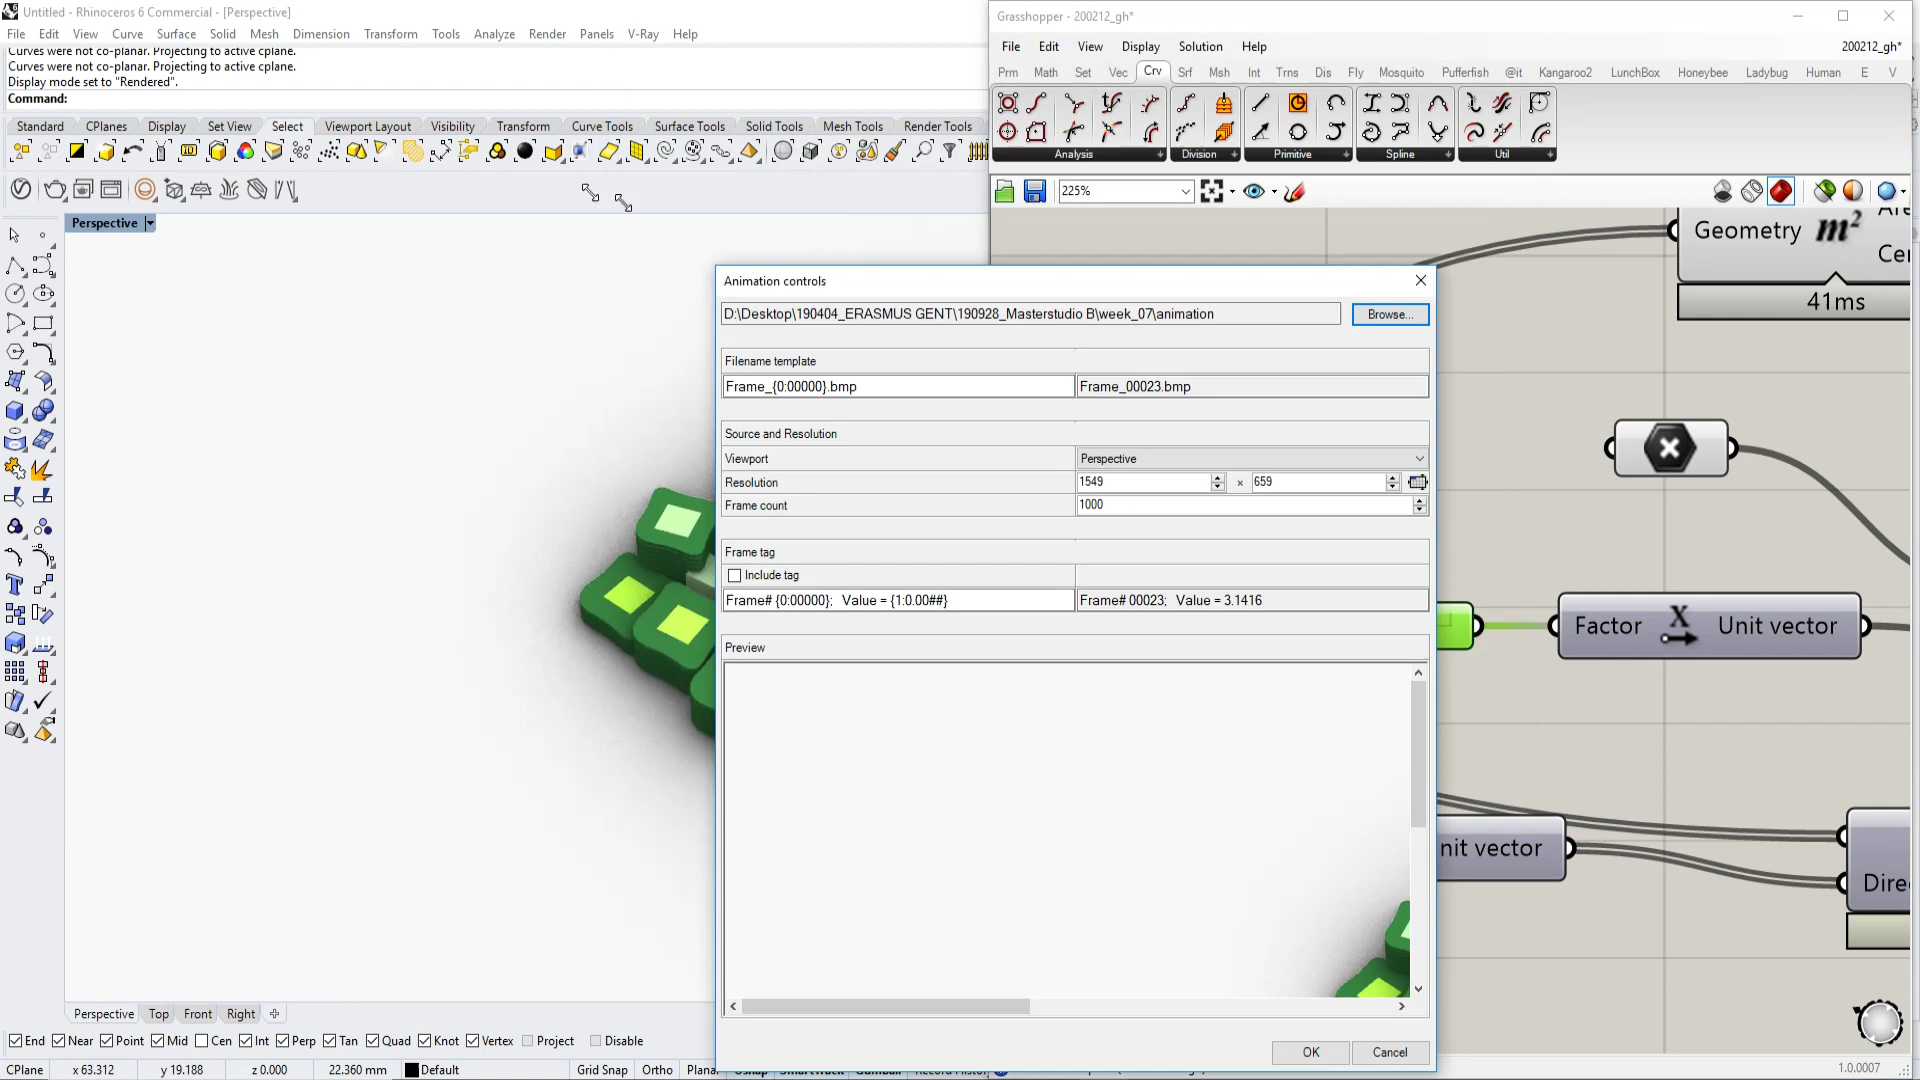 Untitled - Rhinoceros 6 Commercial - [Perspective]
File Edit View Curve Surface Solid Mesh Dimension Transform Tools Analyze Render Panels V-Ray Help
Curves were not co-planar. Projecting to active cplane.
Curves were not co-planar. Projecting to active cplane.
Display mode set to "Rendered".
Command:
Standard CPlanes Display Set View Select Viewport Layout Visibility Transform Curve Tools Surface Tools Solid Tools Mesh Tools Render Tools
Perspective
Grasshopper - 200212_gh*
File Edit View Display Solution Help 200212_gh*
Prm Math Set Vec Crv Srf Msh Int Trns Dis Fly Mosquito Pufferfish @it Kangaroo2 LunchBox Honeybee Ladybug Human E V
Analysis Division Primitive Spline Util
225%
Geometry m²
41ms
Animation controls
D:\Desktop\190404_ERASMUS GENT\190928_Masterstudio B\week_07\animation Browse...
Filename template
Frame_{0:00000}.bmp Frame_00023.bmp
Source and Resolution
Viewport Perspective
Resolution 1549 x 659
Frame count 1000
Frame tag
Include tag
Frame# {0:00000}; Value = {1:0.00##} Frame# 00023; Value = 3.1416
Preview
OK Cancel
Factor X Unit vector
nit vector
Dire
Perspective Top Front Right
End Near Point Mid Cen Int Perp Tan Quad Knot Vertex Project Disable
CPlane x 63.312 y 19.188 z 0.000 22.360 mm Default Grid Snap Ortho Planar
1.0.0007